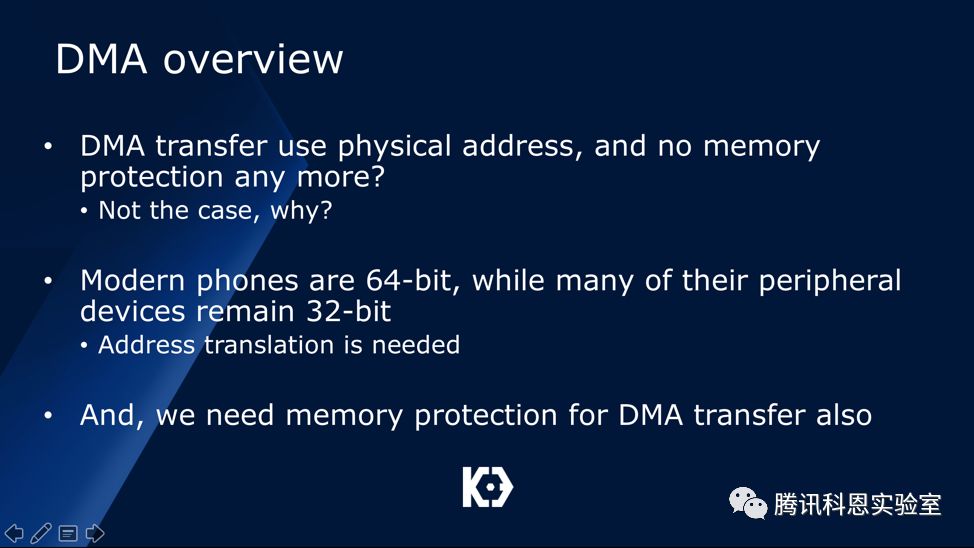 DMA overview
• DMA transfer use physical address, and no memory
protection any more?
• Not the case, why?
• Modern phones are 64-bit, while many of their peripheral
devices remain 32-bit
• Address translation is needed
• And, we need memory protection for DMA transfer also
腾讯科恩实验室